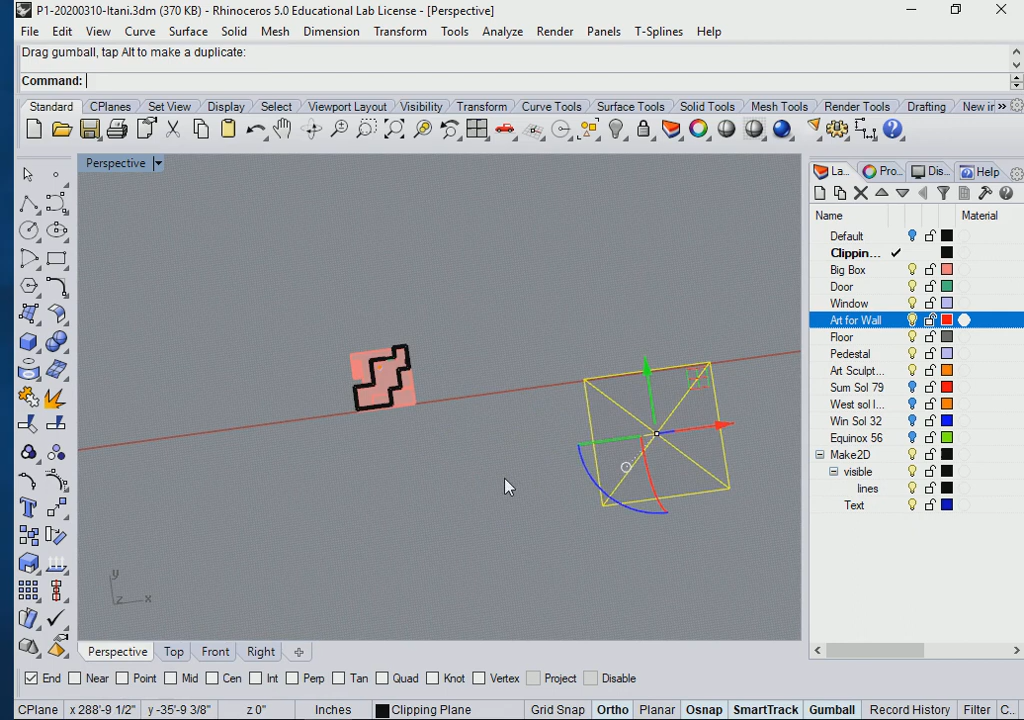 P1-20200310-Itani.3dm (370 KB) - Rhinoceros 5.0 Educational Lab License - [Perspective]
File Edit View Curve Surface Solid Mesh Dimension Transform Tools Analyze Render Panels T-Splines Help
Drag gumball, tap Alt to make a duplicate:
Command:
Standard CPlanes Set View Display Select Viewport Layout Visibility Transform Curve Tools Surface Tools Solid Tools Mesh Tools Render Tools Drafting New in »
Perspective
La... Pro... Dis... Help
Name Material
Default
Clippin...
Big Box
Door
Window
Art for Wall
Floor
Pedestal
Art Sculpt...
Sum Sol 79
West sol l...
Win Sol 32
Equinox 56
Make2D
visible
lines
Text
y
z x
Perspective Top Front Right
End Near Point Mid Cen Int Perp Tan Quad Knot Vertex Project Disable
CPlane x 288'-9 1/2" y -35'-9 3/8" z 0" Inches Clipping Plane Grid Snap Ortho Planar Osnap SmartTrack Gumball Record History Filter C...